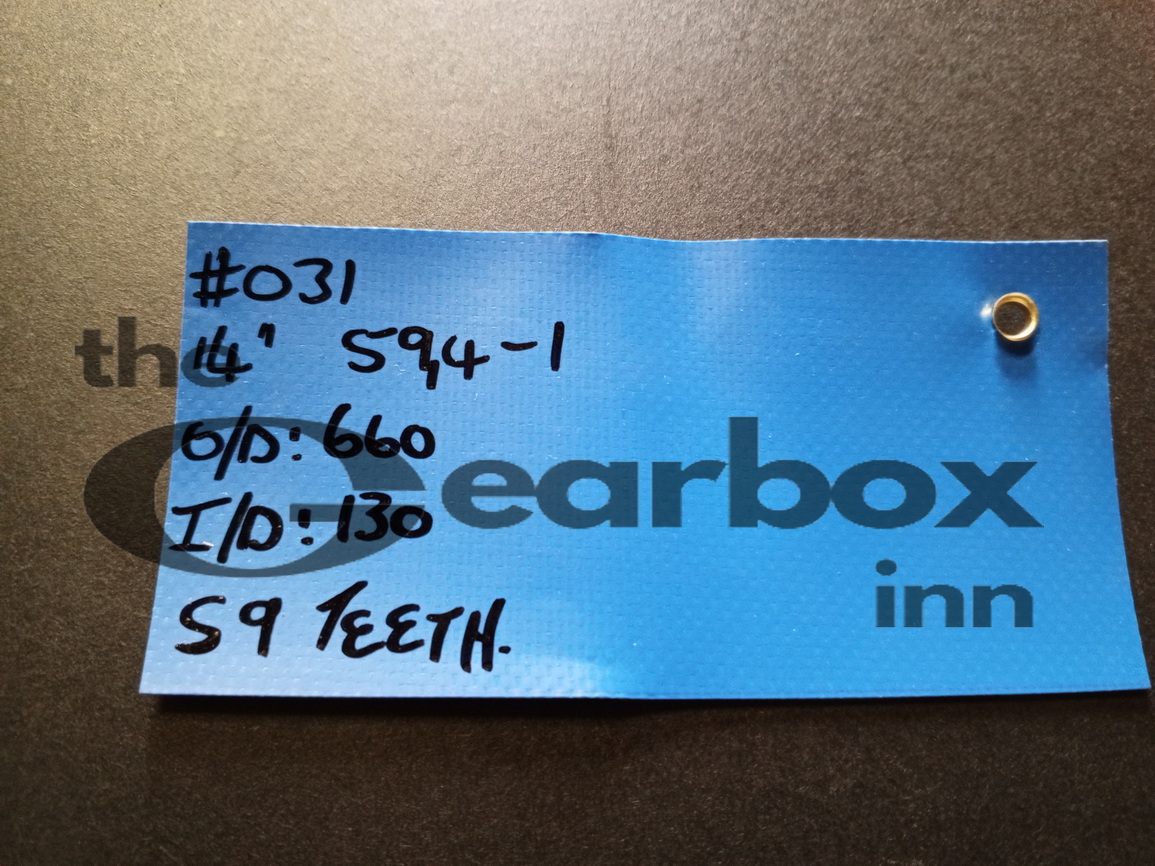 #031
14" 594-1
O/D: 660
I/D: 130
59 TEETH.
the
Gearbox
inn